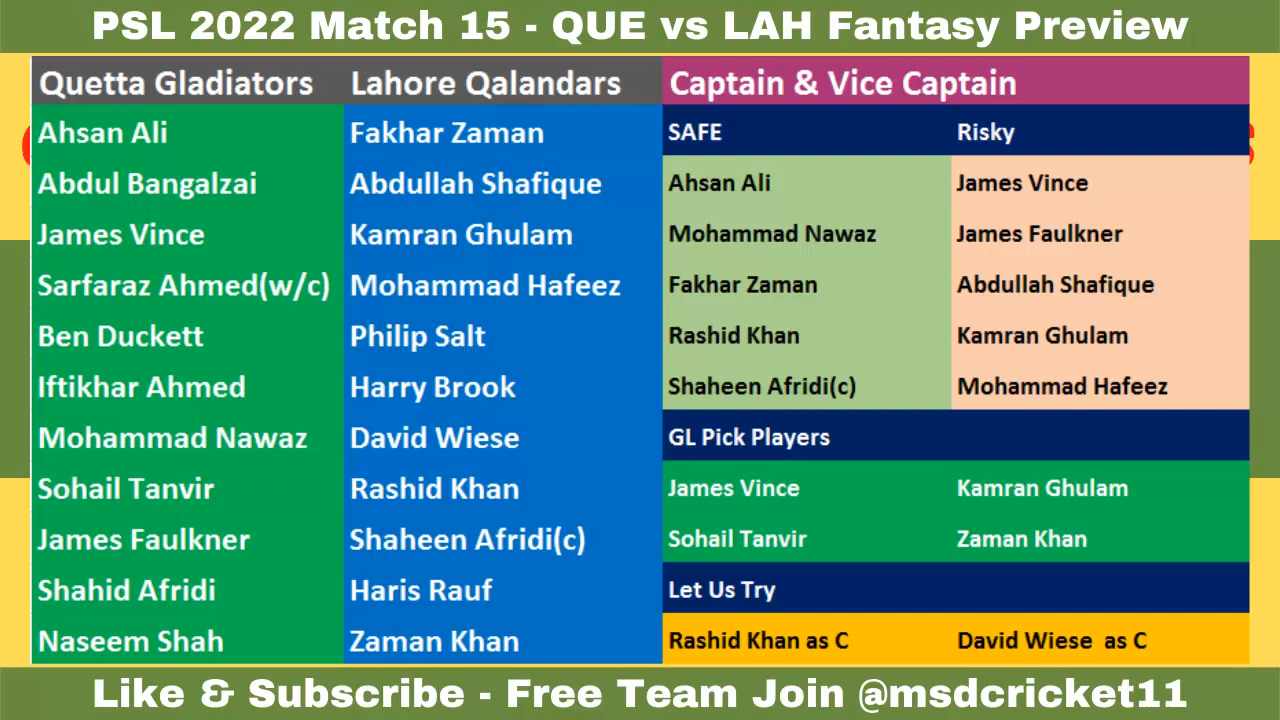 PSL 2022 Match 15 - QUE vs LAH Fantasy Preview
Quetta Gladiators Lahore Qalandars Captain & Vice Captain
Ahsan Ali Fakhar Zaman SAFE Risky
Abdul Bangalzai Abdullah Shafique Ahsan Ali James Vince
James Vince Kamran Ghulam Mohammad Nawaz James Faulkner
Sarfaraz Ahmed(w/c) Mohammad Hafeez Fakhar Zaman Abdullah Shafique
Ben Duckett Philip Salt Rashid Khan Kamran Ghulam
Iftikhar Ahmed Harry Brook Shaheen Afridi(c) Mohammad Hafeez
Mohammad Nawaz David Wiese GL Pick Players
Sohail Tanvir Rashid Khan James Vince Kamran Ghulam
James Faulkner Shaheen Afridi(c) Sohail Tanvir Zaman Khan
Shahid Afridi Haris Rauf Let Us Try
Naseem Shah Zaman Khan Rashid Khan as C David Wiese as C
Like & Subscribe - Free Team Join @msdcricket11